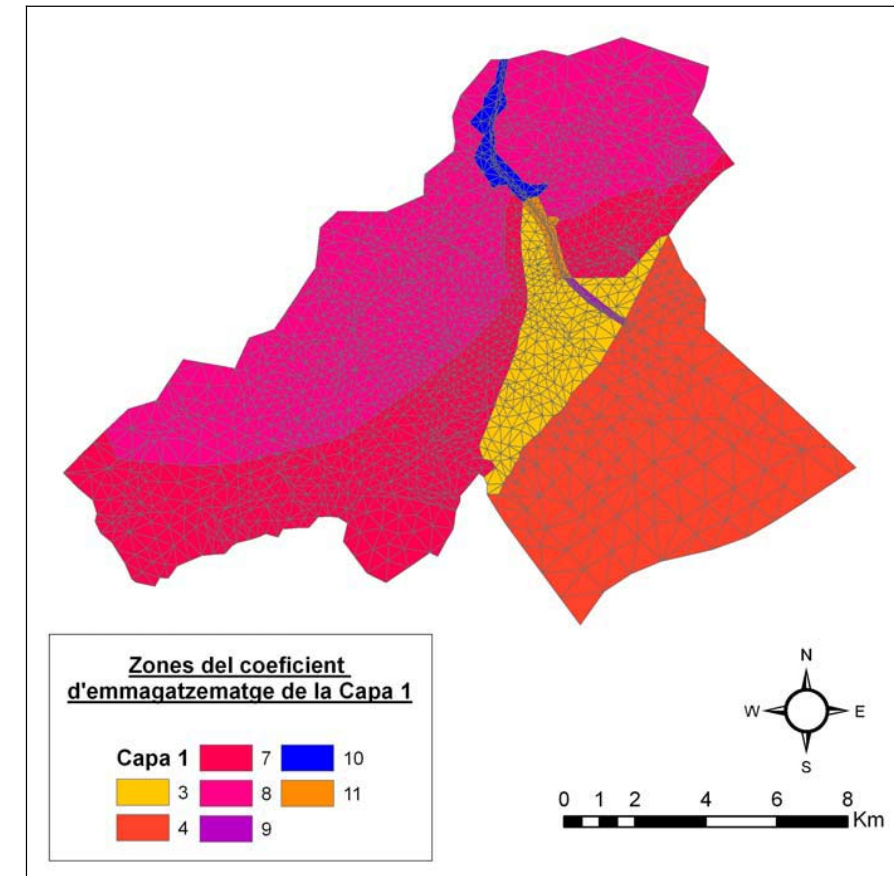 Zones del coeficient
d'emmagatzematge de la Capa 1
Capa 1 7 10
3 8 11
4 9
N
W E
S
0 1 2 4 6 8
Km